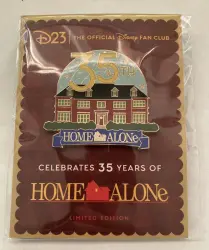 D23 THE OFFICIAL Disney FAN CLUB
35TH
HOME ALONe
CELEBRATES 35 YEARS OF
HOME ALONe
LIMITED EDITION